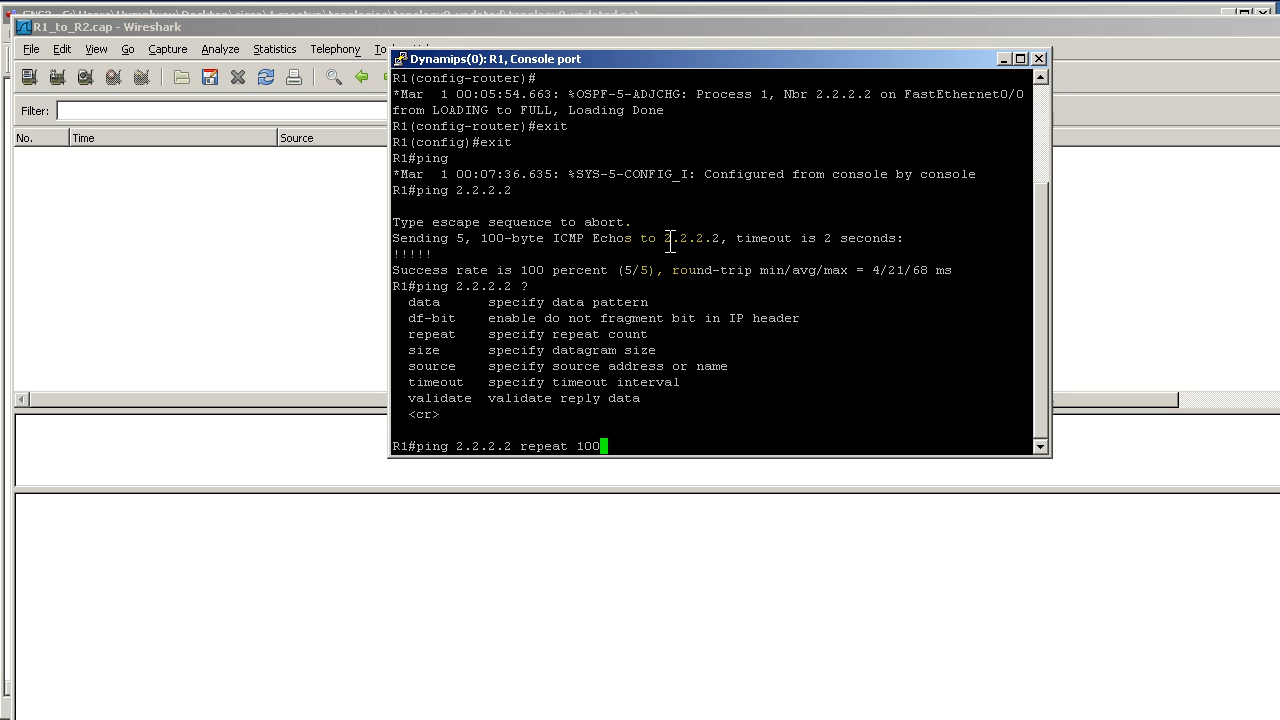 R1_to_R2.cap - Wireshark
File Edit View Go Capture Analyze Statistics Telephony
Filter:
No. Time Source
Dynamips(0): R1, Console port
R1(config-router)#
*Mar  1 00:05:54.663: %OSPF-5-ADJCHG: Process 1, Nbr 2.2.2.2 on FastEthernet0/0
from LOADING to FULL, Loading Done
R1(config-router)#exit
R1(config)#exit
R1#ping
*Mar  1 00:07:36.635: %SYS-5-CONFIG_I: Configured from console by console
R1#ping 2.2.2.2
Type escape sequence to abort.
Sending 5, 100-byte ICMP Echos to 2.2.2.2, timeout is 2 seconds:
!!!!!
Success rate is 100 percent (5/5), round-trip min/avg/max = 4/21/68 ms
R1#ping 2.2.2.2 ?
data specify data pattern
df-bit enable do not fragment bit in IP header
repeat specify repeat count
size specify datagram size
source specify source address or name
timeout specify timeout interval
validate validate reply data
<cr>
R1#ping 2.2.2.2 repeat 100